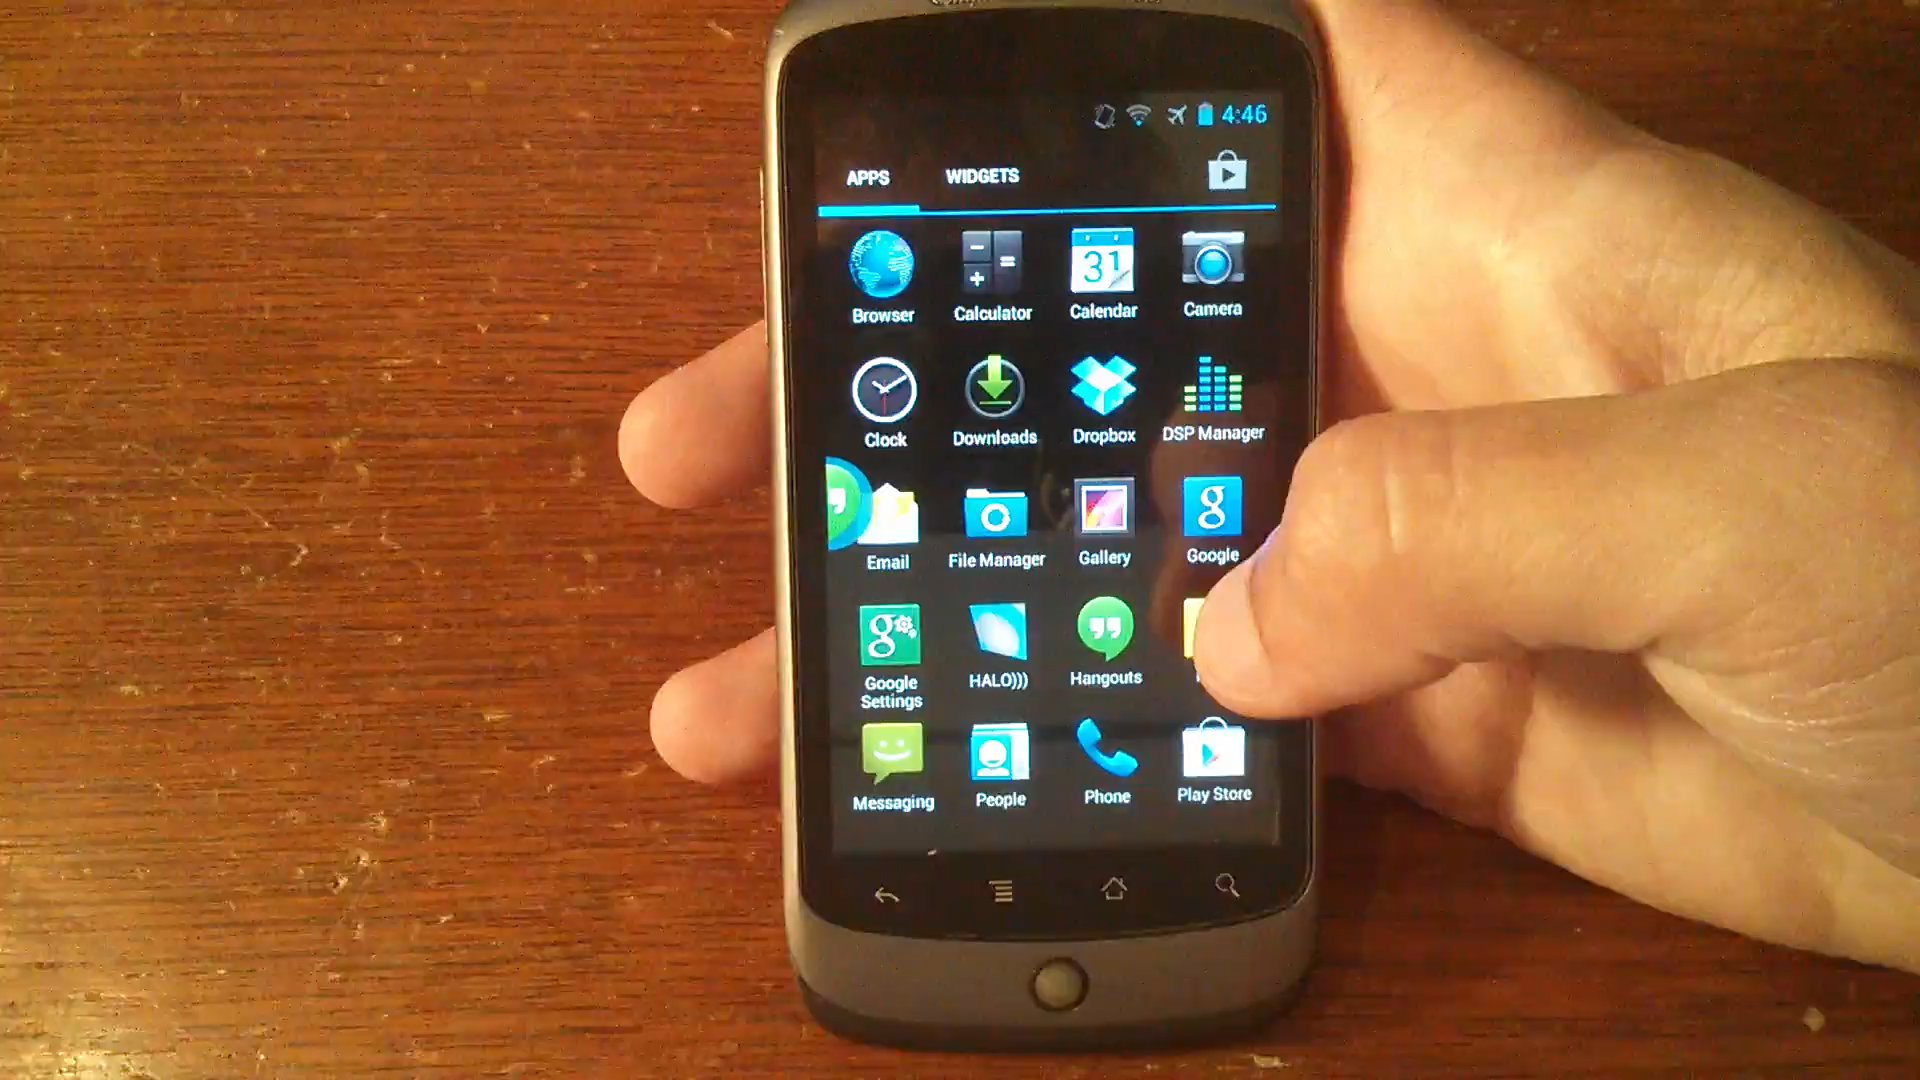 4:46
APPS WIDGETS
31
Browser Calculator Calendar Camera
Clock Downloads Dropbox DSP Manager
g
Email File Manager Gallery Google
g
Google Settings HALO))) Hangouts
Messaging People Phone Play Store